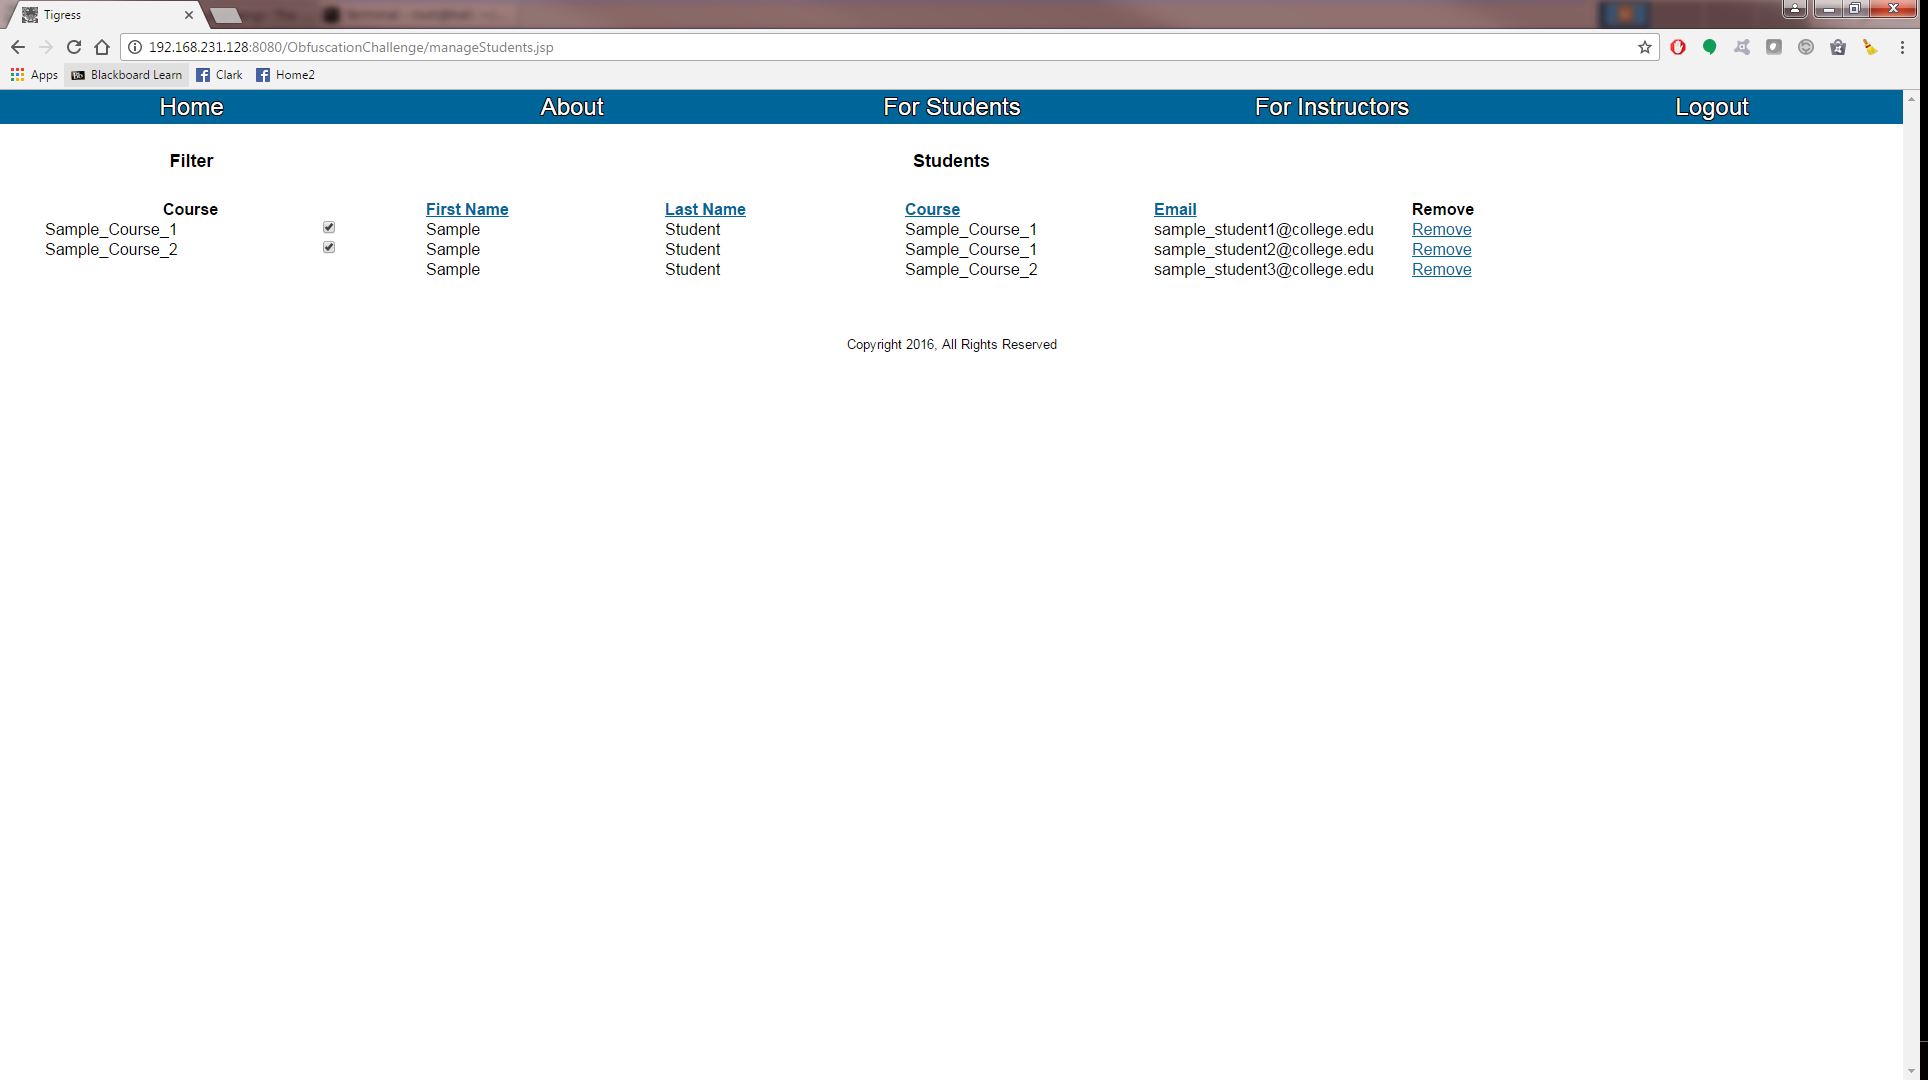 Tigress
192.168.231.128:8080/ObfuscationChallenge/manageStudents.jsp
Apps Blackboard Learn Clark Home2
Home About For Students For Instructors Logout
Filter Students
Course First Name Last Name Course Email Remove
Sample_Course_1 Sample Student Sample_Course_1 sample_student1@college.edu Remove
Sample_Course_2 Sample Student Sample_Course_1 sample_student2@college.edu Remove
Sample Student Sample_Course_2 sample_student3@college.edu Remove
Copyright 2016, All Rights Reserved